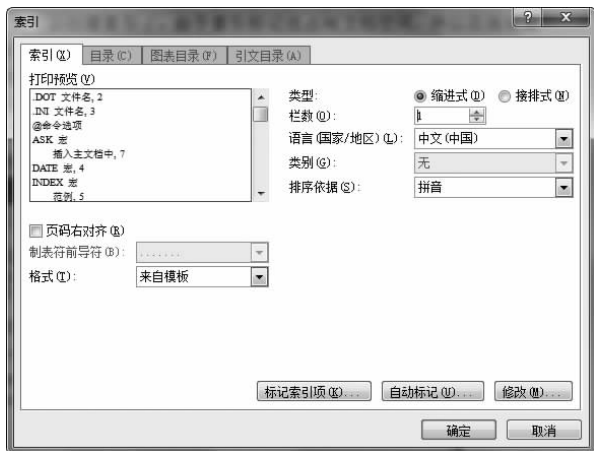 索引
索引(X) 目录(C) 图表目录(F) 引文目录(A)
打印预览(V)
.DOT 文件名, 2
.INI 文件名, 3
@命令选项
ASK 宏
插入主文档中, 7
DATE 宏, 4
INDEX 宏
范例, 5
类型: 缩进式(D) 接排式(N)
栏数(O): 1
语言(国家/地区)(L): 中文(中国)
类别(G): 无
排序依据(S): 拼音
页码右对齐(R)
制表符前导符(B): .......
格式(T): 来自模板
标记索引项(K)... 自动标记(U)... 修改(M)...
确定 取消